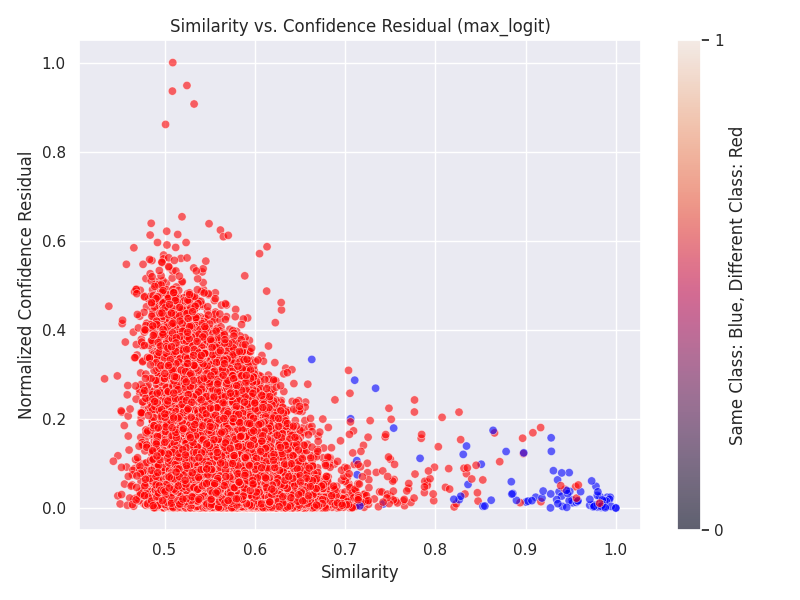 Similarity vs. Confidence Residual (max_logit)
1.0
0.8
0.6
0.4
0.2
0.0
Normalized Confidence Residual
0.5 0.6 0.7 0.8 0.9 1.0
Similarity
1
0
Same Class: Blue, Different Class: Red